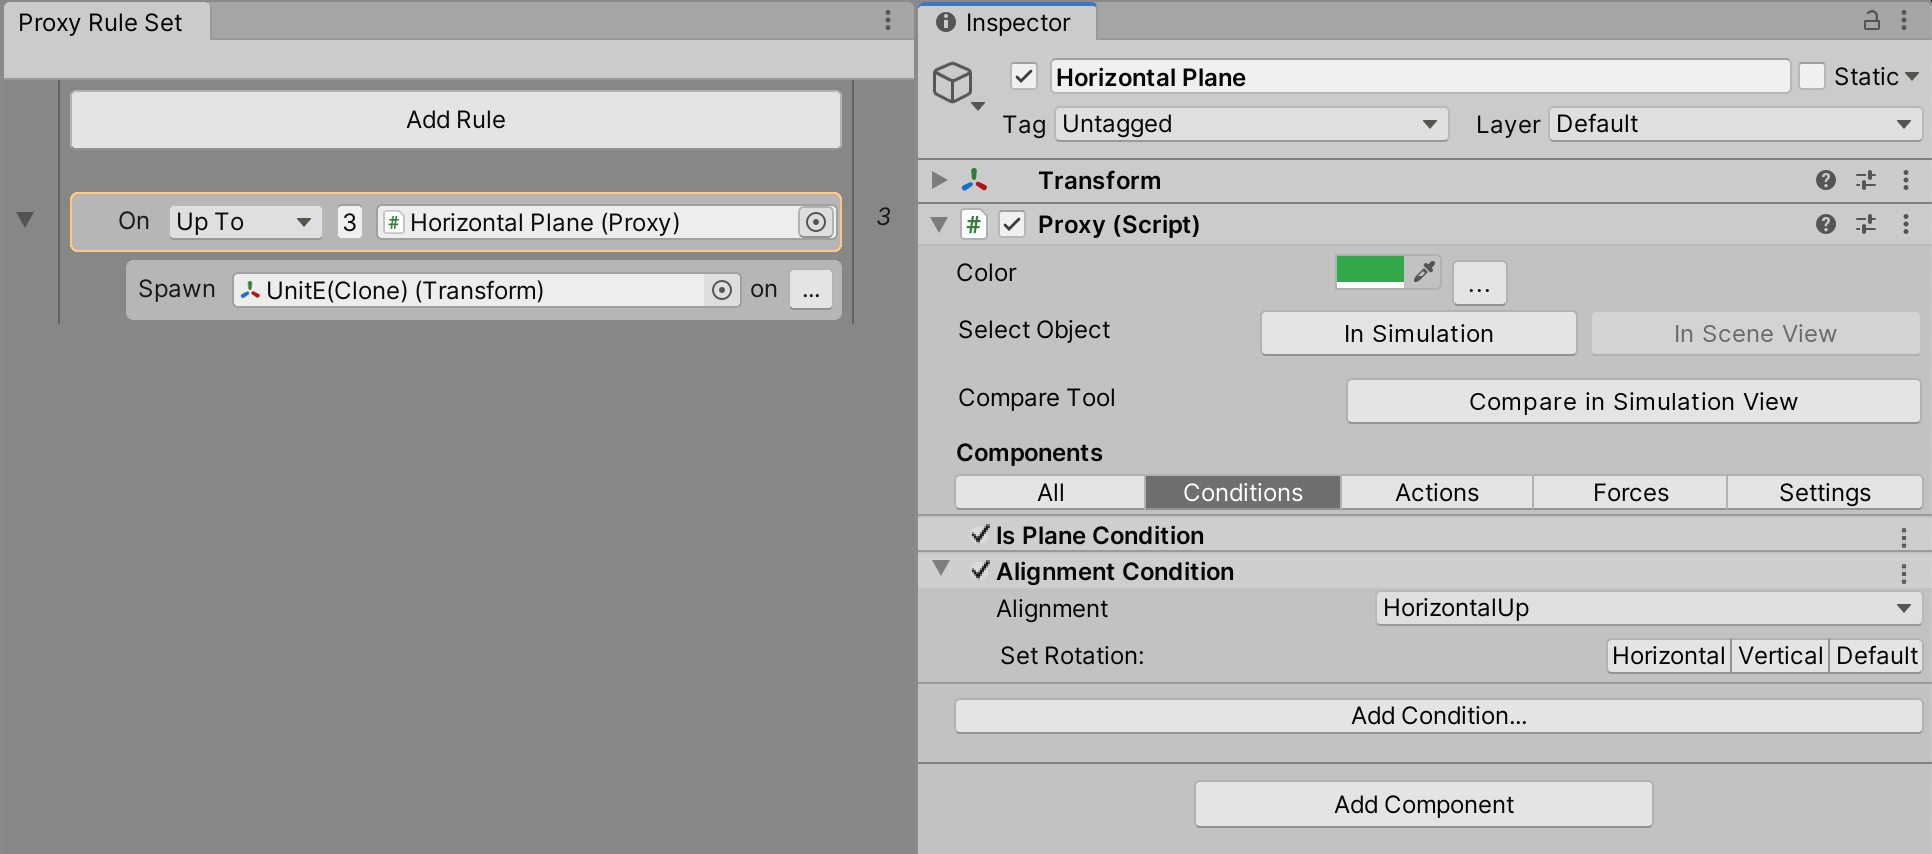 Proxy Rule Set
Add Rule
On Up To 3 # Horizontal Plane (Proxy) 3
Spawn UnitE(Clone) (Transform) on ...
Inspector
Horizontal Plane Static
Tag Untagged Layer Default
Transform
# Proxy (Script)
Color ...
Select Object In Simulation In Scene View
Compare Tool Compare in Simulation View
Components
All Conditions Actions Forces Settings
Is Plane Condition
Alignment Condition
Alignment HorizontalUp
Set Rotation: Horizontal Vertical Default
Add Condition...
Add Component